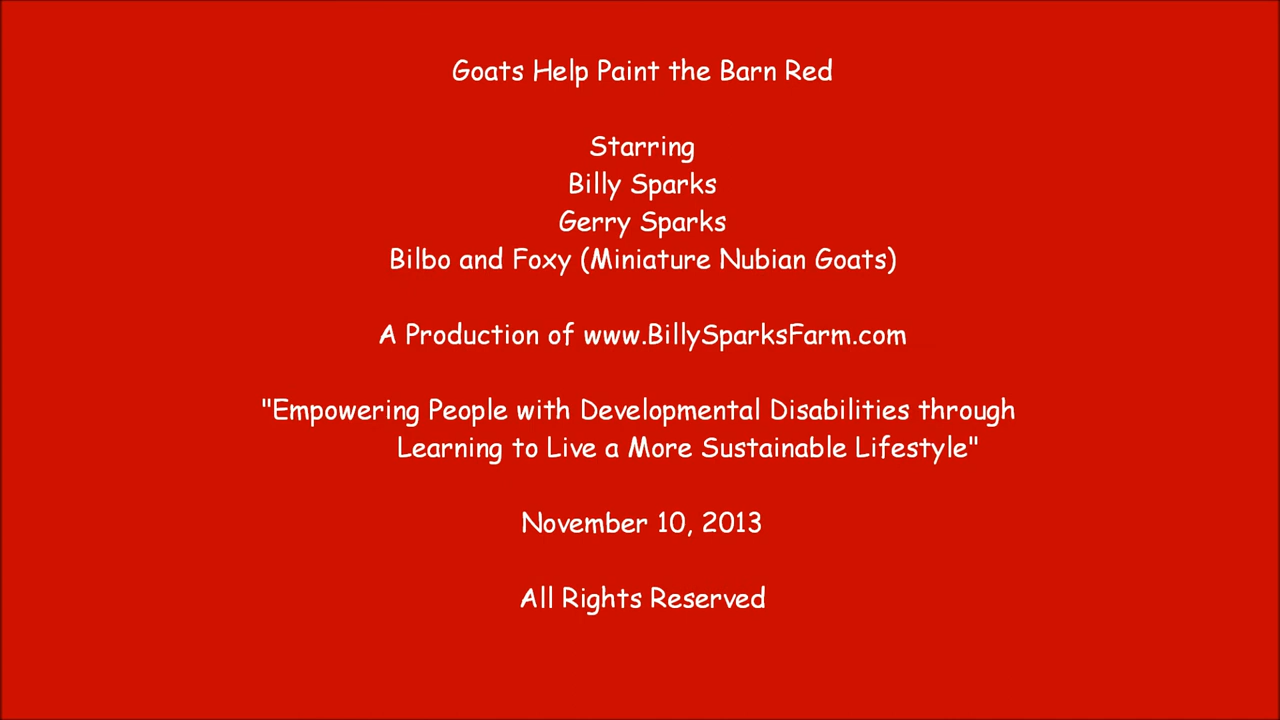 Goats Help Paint the Barn Red
Starring
Billy Sparks
Gerry Sparks
Bilbo and Foxy (Miniature Nubian Goats)
A Production of www.BillySparksFarm.com
"Empowering People with Developmental Disabilities through
Learning to Live a More Sustainable Lifestyle"
November 10, 2013
All Rights Reserved